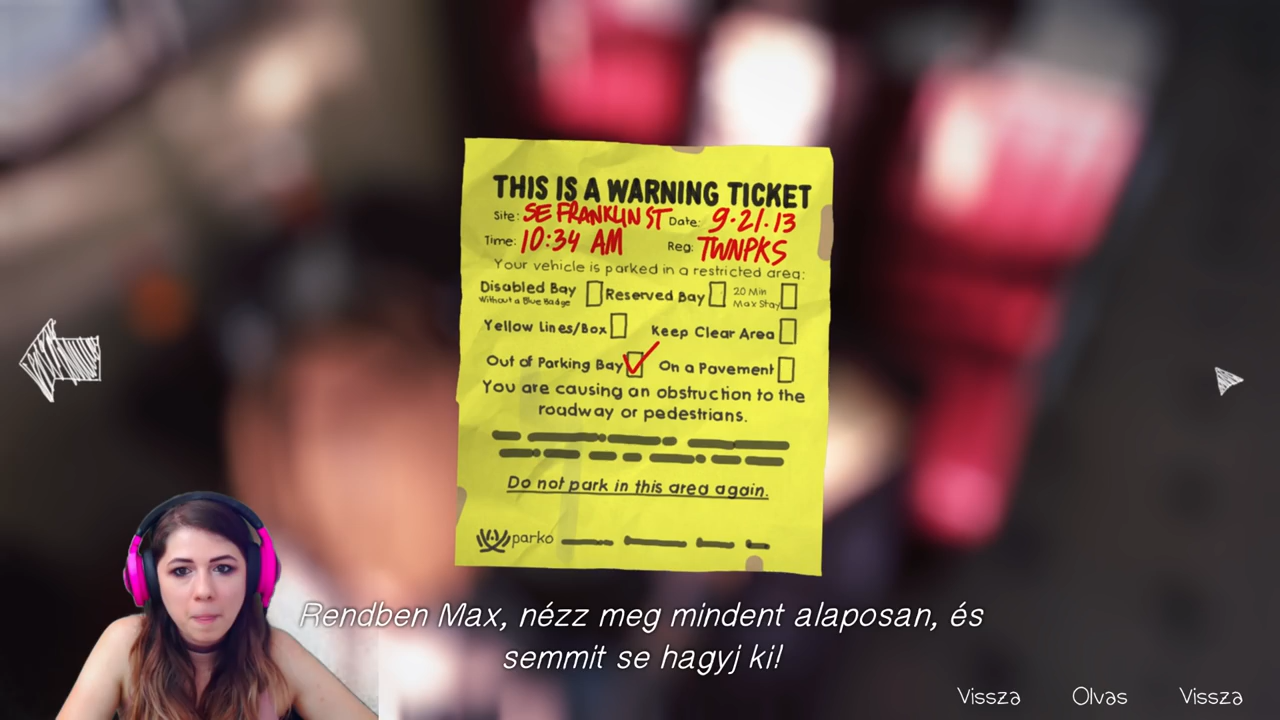 THIS IS A WARNING TICKET
Site: SE FRANKLIN ST Date: 9.21.13
Time: 10:34 AM Reg: TWNPKS
Your vehicle is parked in a restricted area:
Disabled Bay Reserved Bay 20 Min
Without a Blue Badge Max Stay
Yellow Lines/Box Keep Clear Area
Out of Parking Bay On a Pavement
You are causing an obstruction to the
roadway or pedestrians.
Do not park in this area again.
parko
Rendben Max, nézz meg mindent alaposan, és
semmit se hagyj ki!
Vissza Olvas Vissza